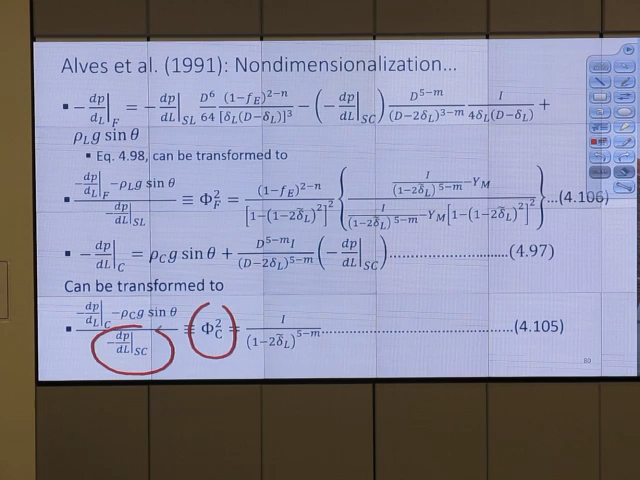 Alves et al. (1991): Nondimensionalization...
▪ −dp/dL|_F = −dp/dL|_SL D⁶/64 (1−f_E)^(2−n)/[δ_L(D−δ_L)]³ − (−dp/dL|_SC) D^(5−m)/(D−2δ_L)^(3−m) I/(4δ_L(D−δ_L)) +
ρ_L g sin θ
▪ Eq. 4.98, can be transformed to
▪ (−dp/dL|_F −ρ_L g sin θ)/(−dp/dL|_SL) ≡ Φ_F² = (1−f_E)^(2−n)/[1−(1−2δ̃_L)²]² { (I/(1−2δ̃_L)^(5−m) −Y_M)/(I/(1−2δ̃_L)^(5−m) −Y_M[1−(1−2δ̃_L)²]²) }...(4.106)
▪ −dp/dL|_C = ρ_C g sin θ + D^(5−m) I/(D−2δ_L)^(5−m) (−dp/dL|_SC)..........................(4.97)
Can be transformed to
▪ (−dp/dL|_C −ρ_C g sin θ)/(−dp/dL|_SC) ≡ Φ_C² = I/(1−2δ̃_L)^(5−m)..........................................(4.105)
80